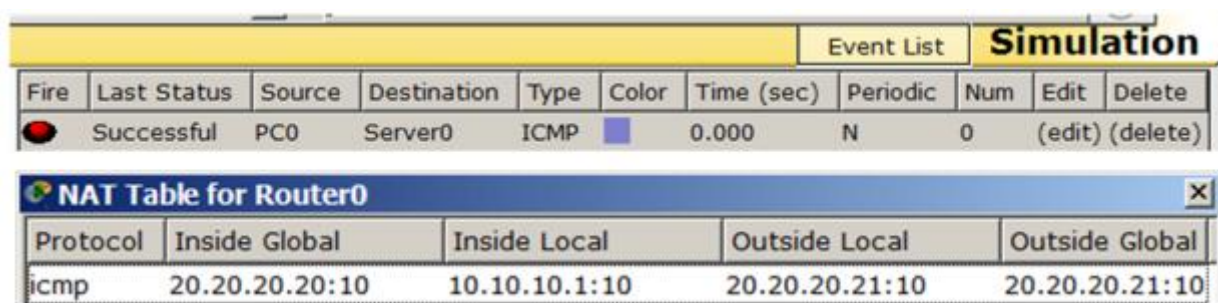 Event List Simulation
Fire Last Status Source Destination Type Color Time (sec) Periodic Num Edit Delete
Successful PC0 Server0 ICMP 0.000 N 0 (edit) (delete)
NAT Table for Router0
Protocol Inside Global Inside Local Outside Local Outside Global
icmp 20.20.20.20:10 10.10.10.1:10 20.20.20.21:10 20.20.20.21:10